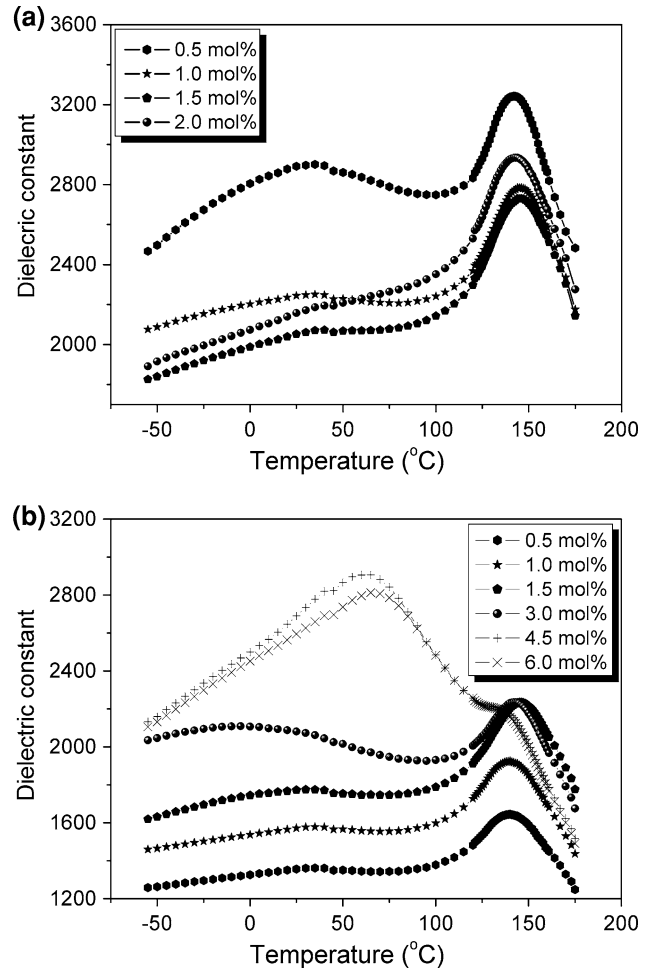 (a)
3600
3200
2800
2400
2000
Dielecric constant
0.5 mol%
1.0 mol%
1.5 mol%
2.0 mol%
-50 0 50 100 150 200
Temperature (°C)
(b)
3200
2800
2400
2000
1600
1200
Dielectric constant
0.5 mol%
1.0 mol%
1.5 mol%
3.0 mol%
4.5 mol%
6.0 mol%
-50 0 50 100 150 200
Temperature (°C)